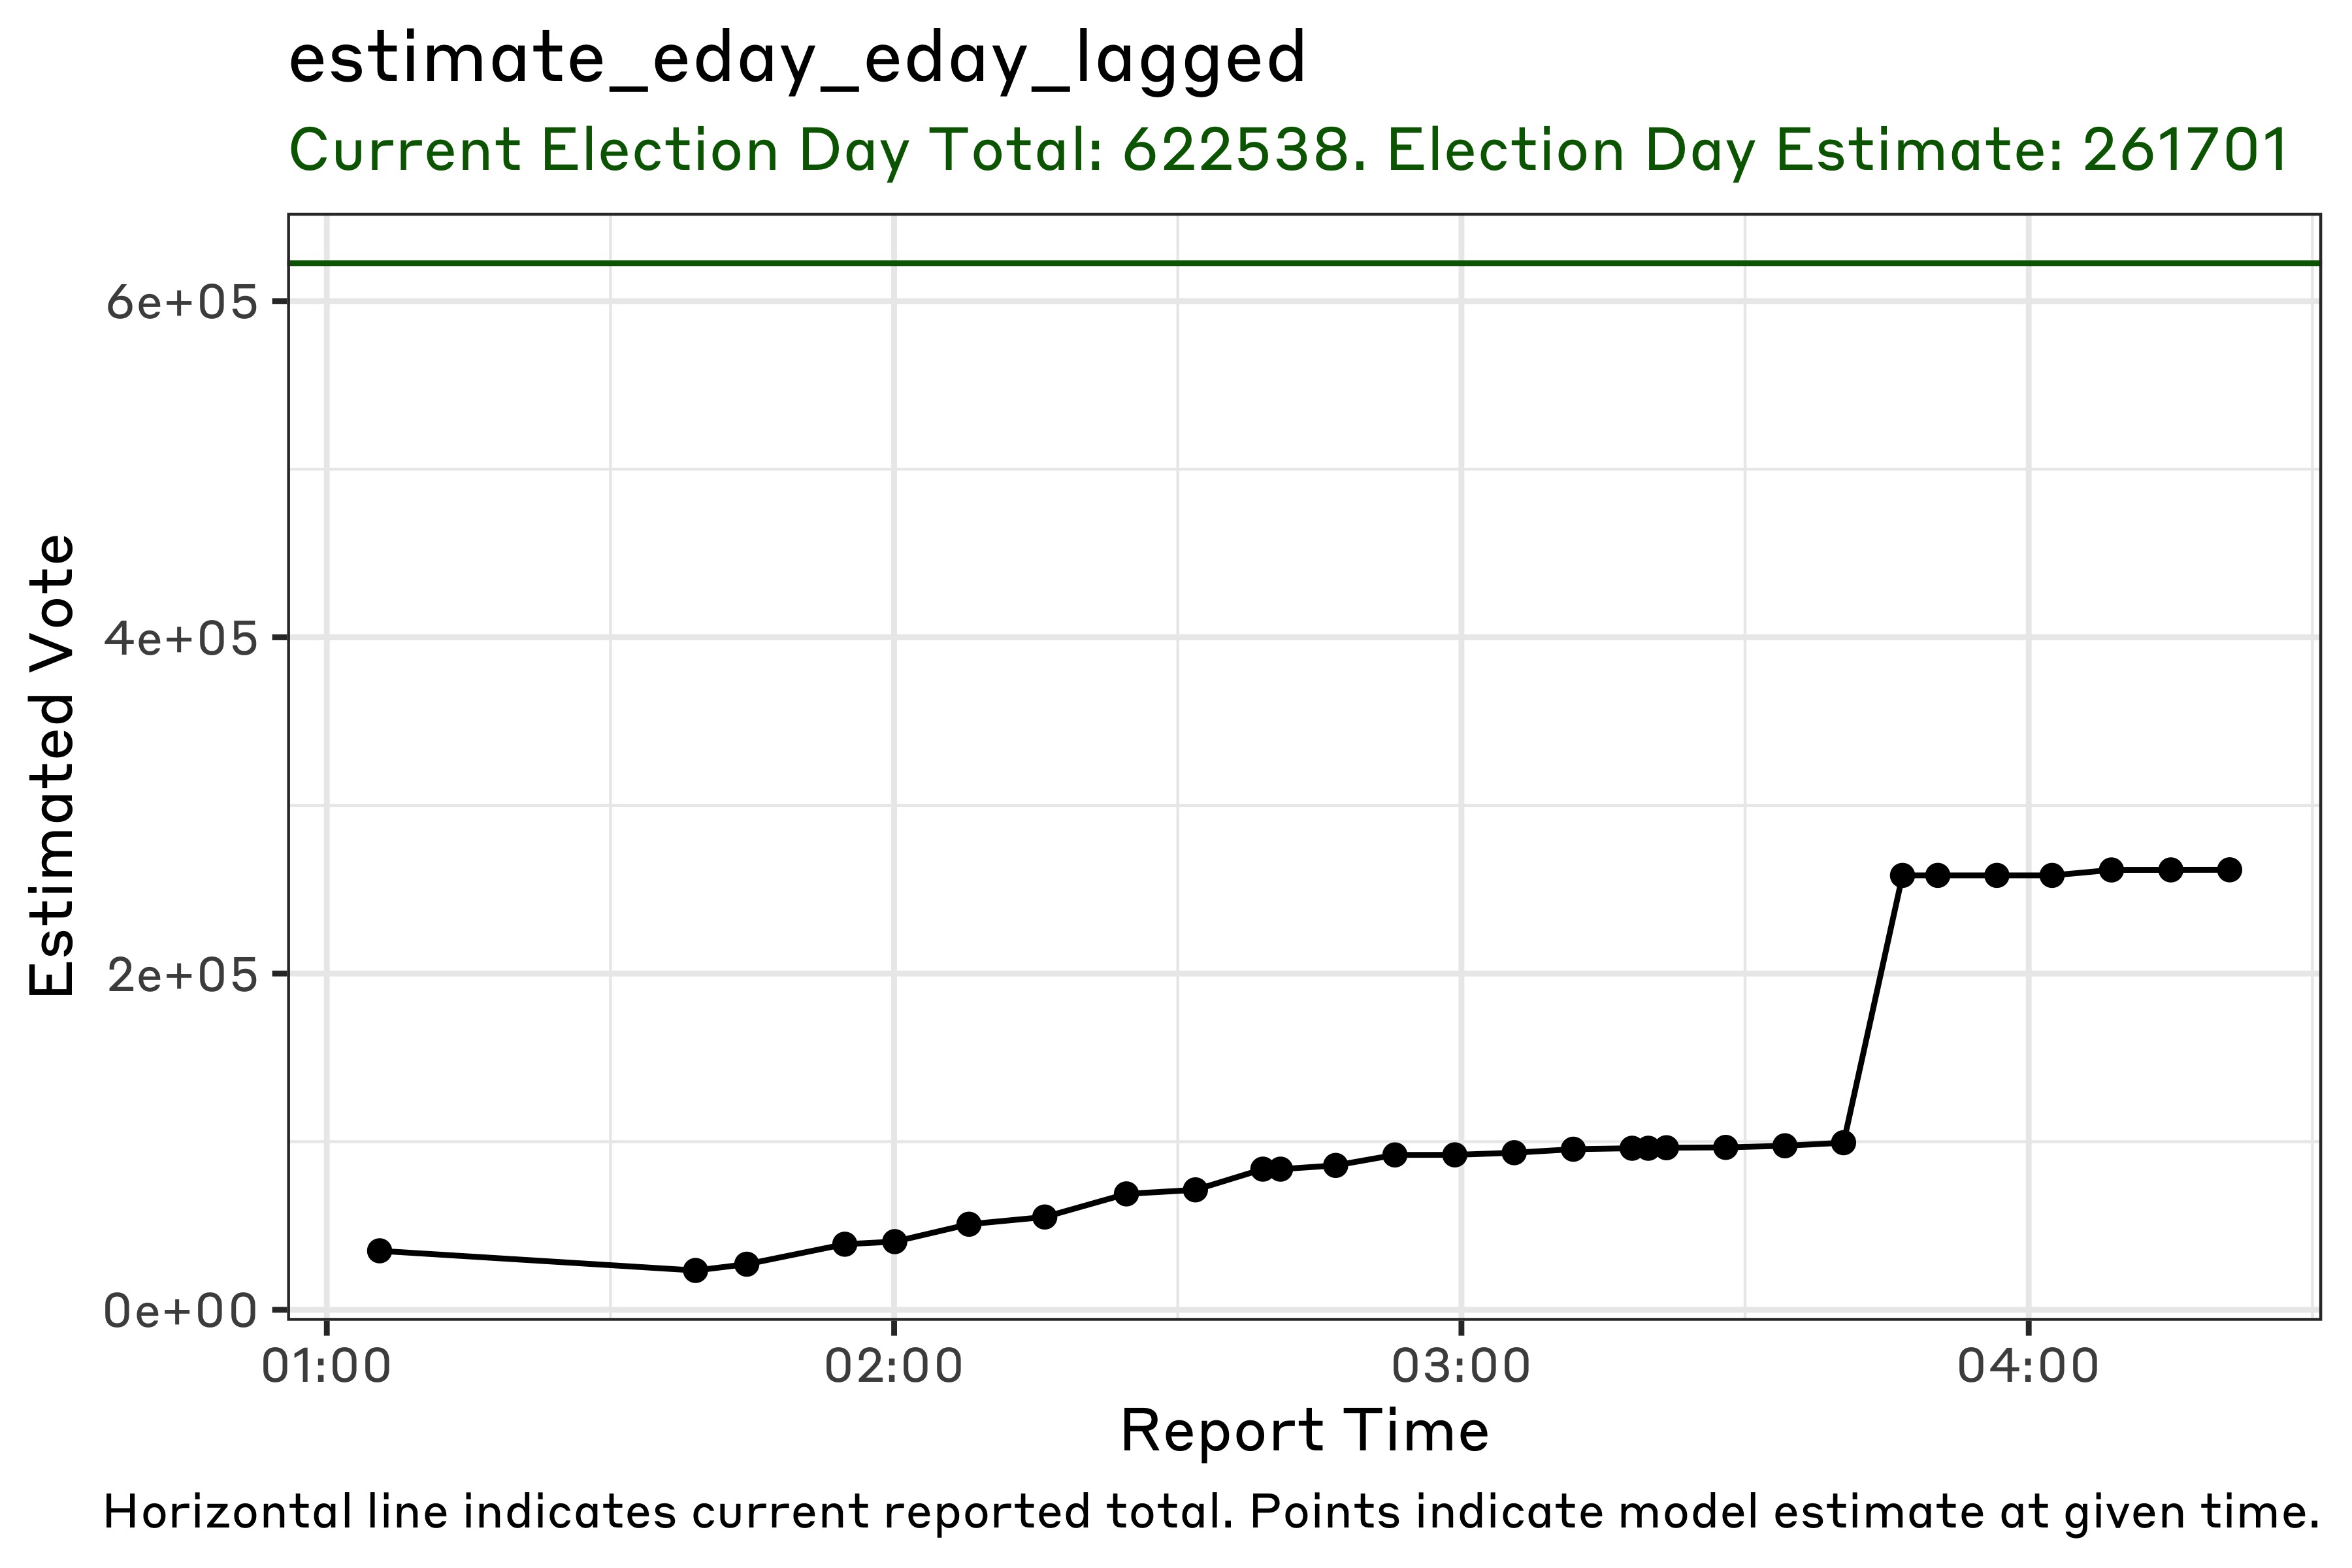 estimate_eday_eday_lagged
Current Election Day Total: 622538. Election Day Estimate: 261701
Estimated Vote
6e+05
4e+05
2e+05
0e+00
01:00 02:00 03:00 04:00
Report Time
Horizontal line indicates current reported total. Points indicate model estimate at given time.